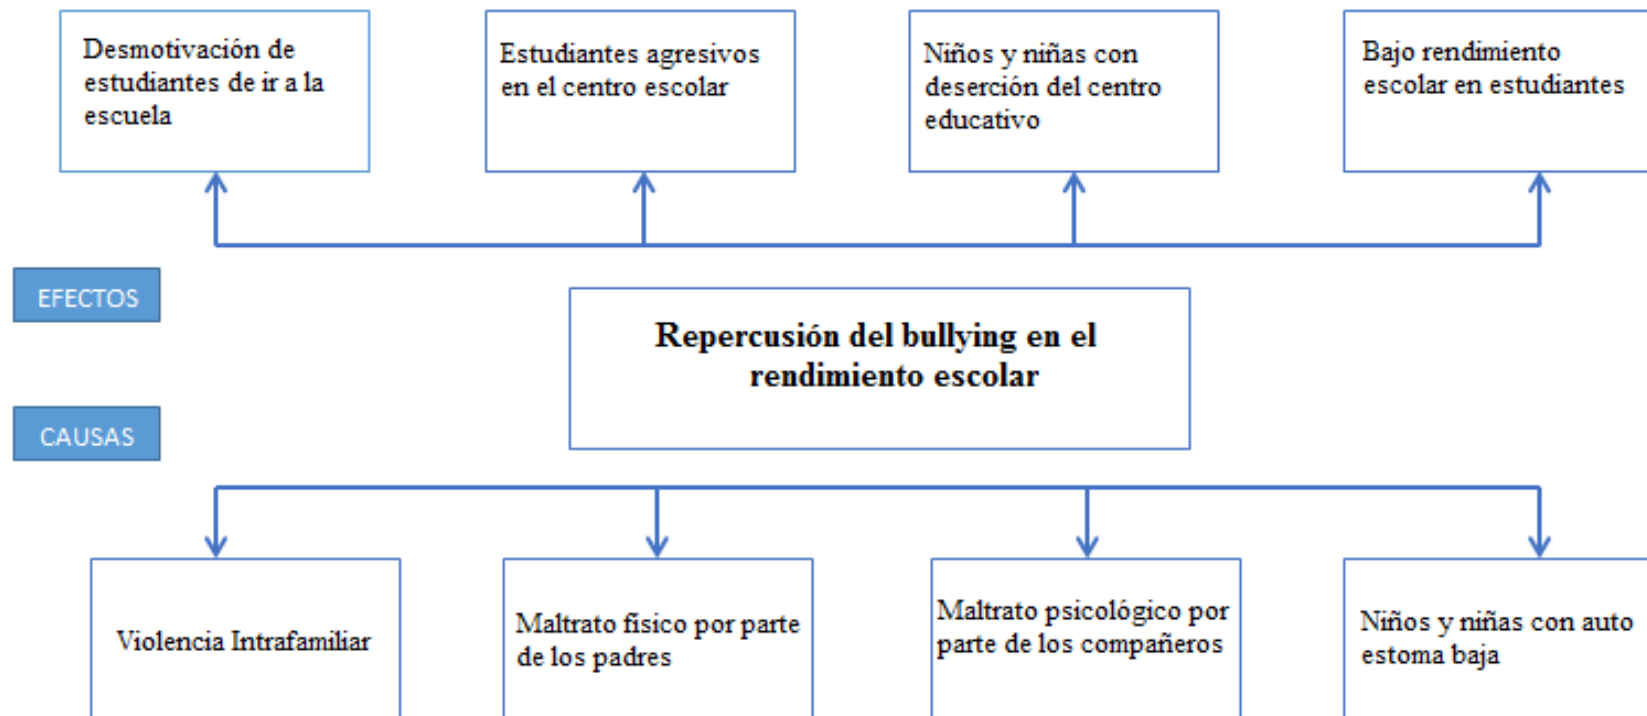 Desmotivación de
estudiantes de ir a la
escuela
Estudiantes agresivos
en el centro escolar
Niños y niñas con
deserción del centro
educativo
Bajo rendimiento
escolar en estudiantes
EFECTOS
Repercusión del bullying en el
rendimiento escolar
CAUSAS
Violencia Intrafamiliar
Maltrato físico por parte
de los padres
Maltrato psicológico por
parte de los compañeros
Niños y niñas con auto
estoma baja